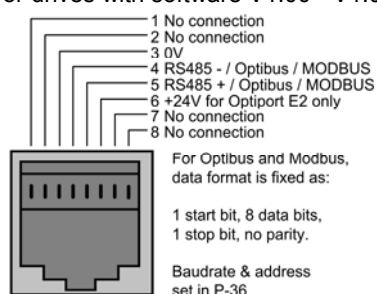 1 No connection
2 No connection
3 0V
4 RS485 - / Optibus / MODBUS
5 RS485 + / Optibus / MODBUS
6 +24V for Optiport E2 only
7 No connection
8 No connection
For Optibus and Modbus,
data format is fixed as:
1 start bit, 8 data bits,
1 stop bit, no parity.
Baudrate & address
set in P-36